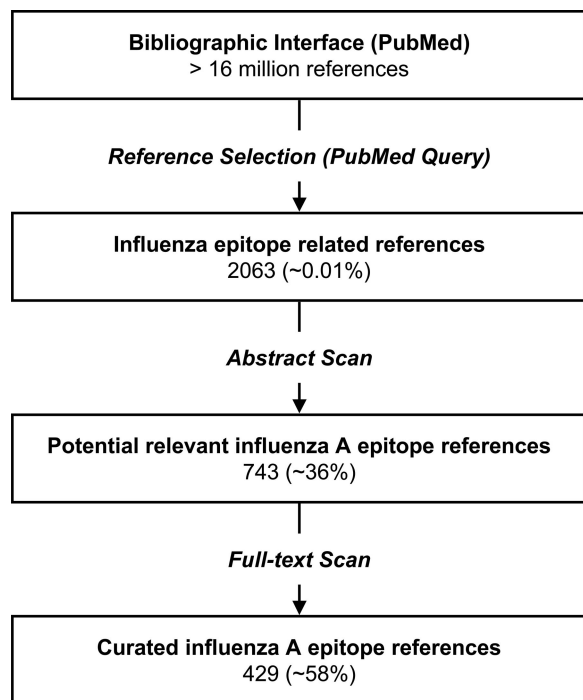 Bibliographic Interface (PubMed)
> 16 million references
Reference Selection (PubMed Query)
Influenza epitope related references
2063 (~0.01%)
Abstract Scan
Potential relevant influenza A epitope references
743 (~36%)
Full-text Scan
Curated influenza A epitope references
429 (~58%)